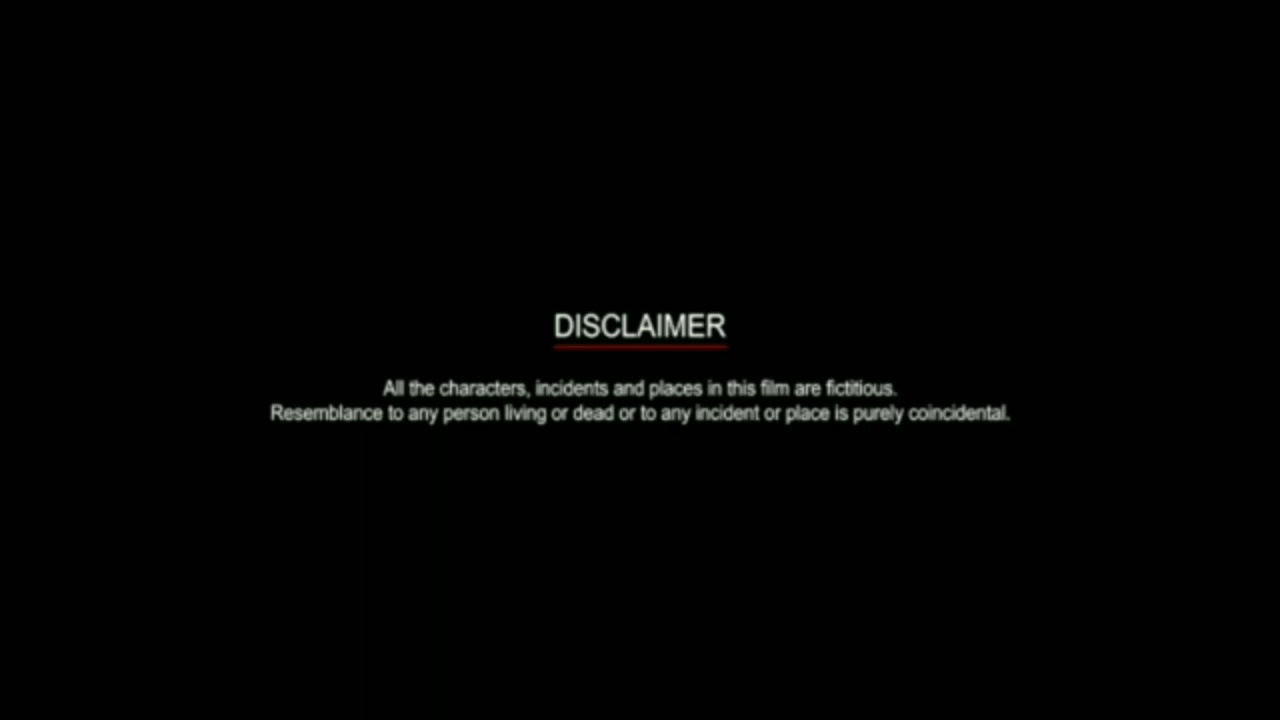 DISCLAIMER
All the characters, incidents and places in this film are fictitious.
Resemblance to any person living or dead or to any incident or place is purely coincidental.